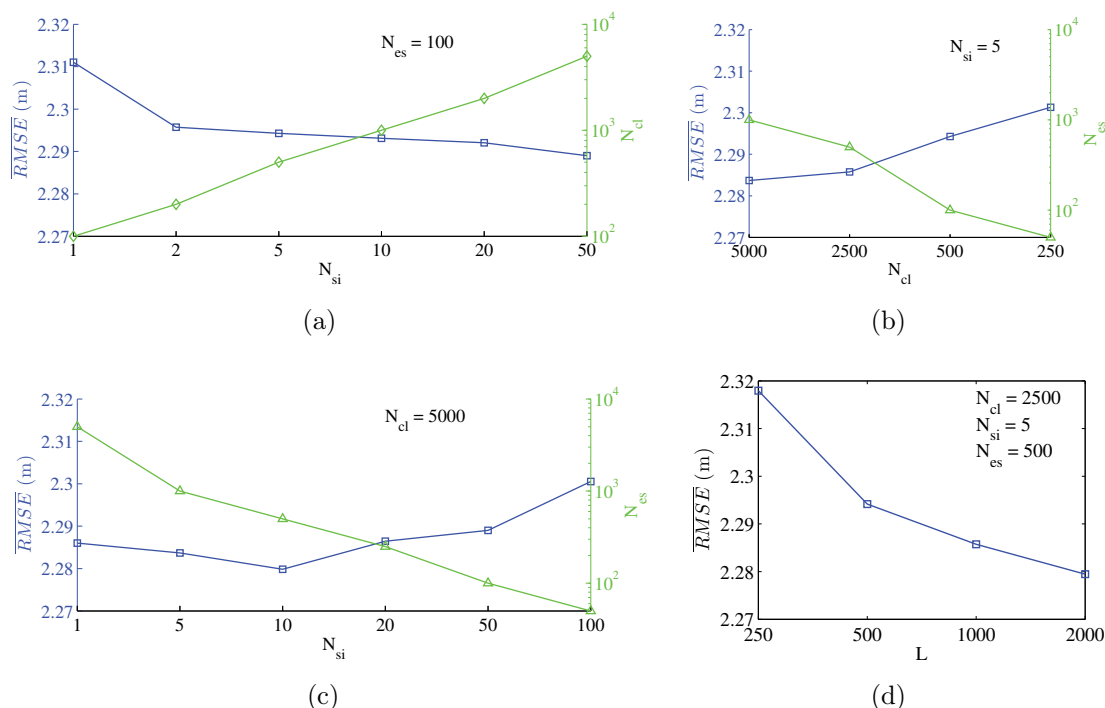 2.32
2.31
2.3
2.29
2.28
2.27
RMSE (m)
N_es = 100
10^4
10^3
10^2
N_cl
1 2 5 10 20 50
N_si
(a)
2.32
2.31
2.3
2.29
2.28
2.27
RMSE (m)
N_si = 5
10^4
10^3
10^2
N_es
5000 2500 500 250
N_cl
(b)
2.32
2.31
2.3
2.29
2.28
2.27
RMSE (m)
N_cl = 5000
10^4
10^3
10^2
N_es
1 5 10 20 50 100
N_si
(c)
2.32
2.31
2.3
2.29
2.28
2.27
RMSE (m)
N_cl = 2500
N_si = 5
N_es = 500
250 500 1000 2000
L
(d)